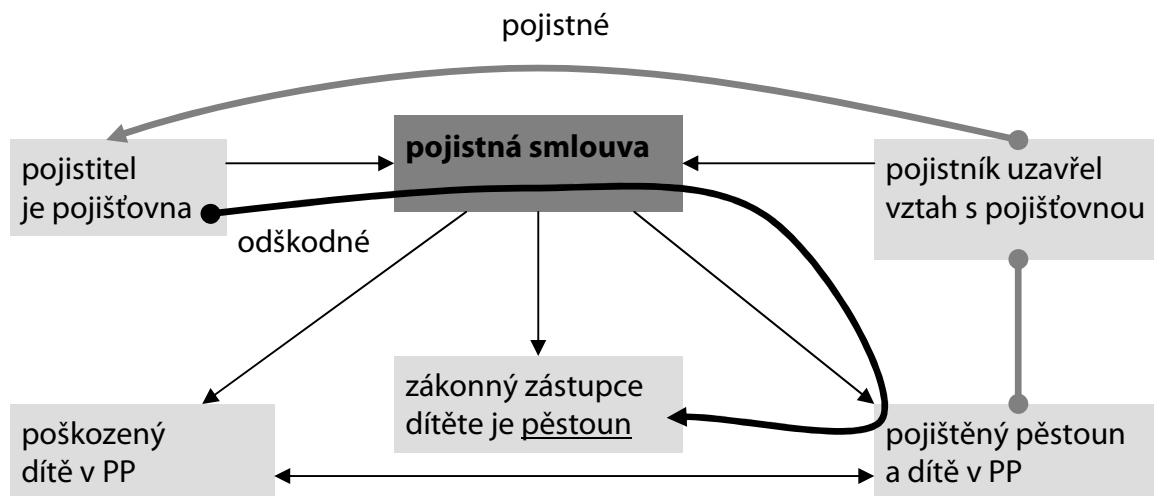 pojistné
pojistitel
je pojišťovna
pojistná smlouva
pojistník uzavřel
vztah s pojišťovnou
odškodné
poškozený
dítě v PP
zákonný zástupce
dítěte je pěstoun
pojištěný pěstoun
a dítě v PP